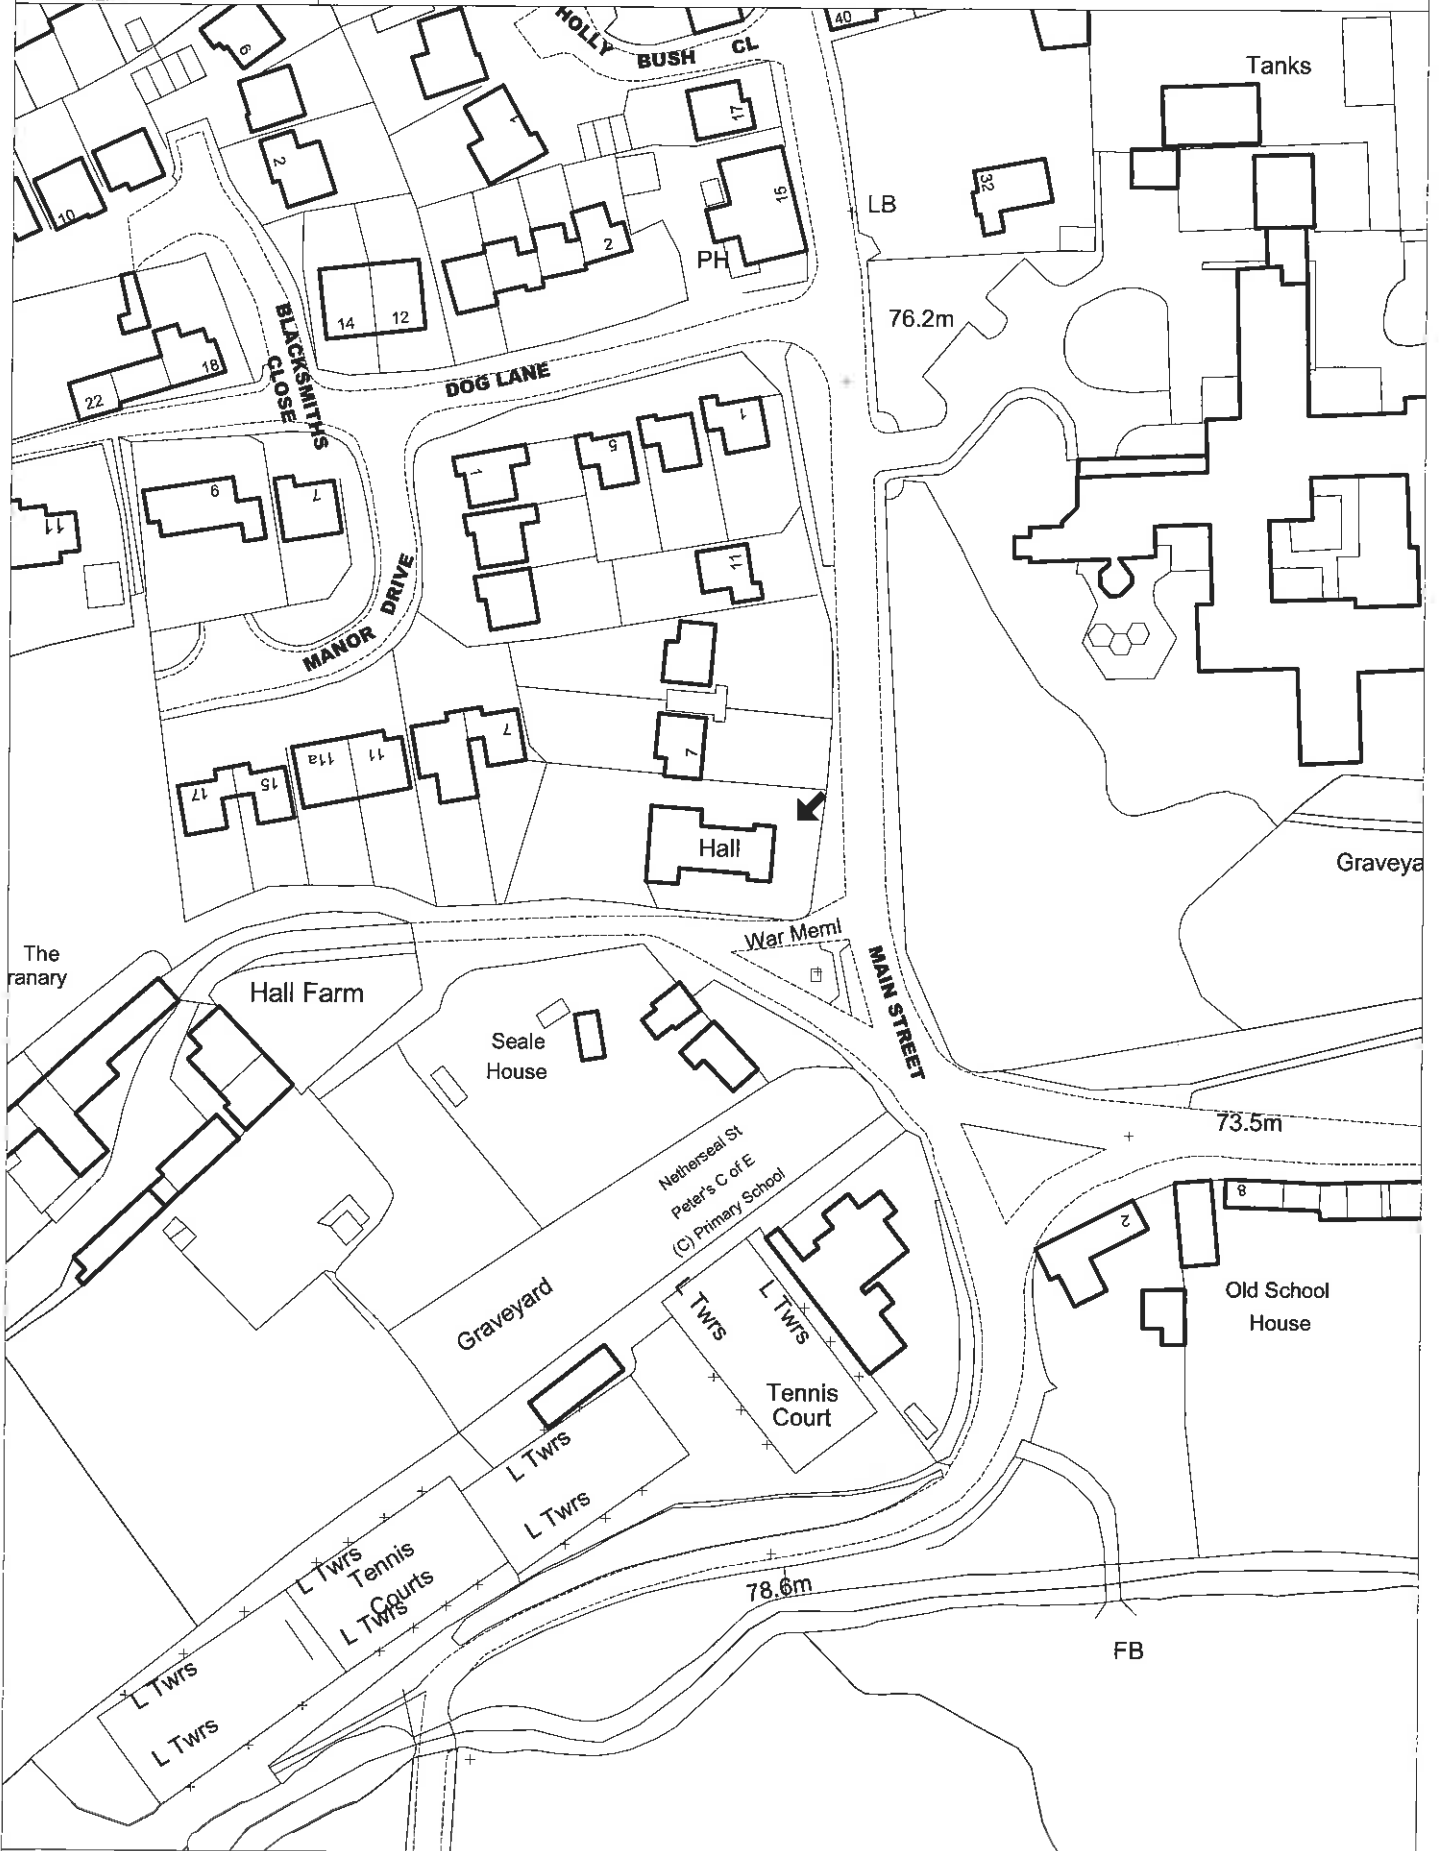 HOLLY
BUSH
CL
40
6
Tanks
17
1
2
32
15
LB
10
2
PH
76.2m
14
12
BLACKSMITHS
CLOSE
18
22
DOG LANE
1
5
1
9
7
11
11
MANOR
DRIVE
7
7
11a
11
15
17
Hall
Graveya
War Meml
The
ranary
Hall Farm
MAIN STREET
Seale
House
73.5m
Netherseal St
Peter's C of E
(C) Primary School
8
2
Old School
House
Graveyard
L Twrs
L Twrs
Tennis
Court
L Twrs
L Twrs
L Twrs
Tennis
Courts
L Twrs
78.6m
FB
L Twrs
L Twrs